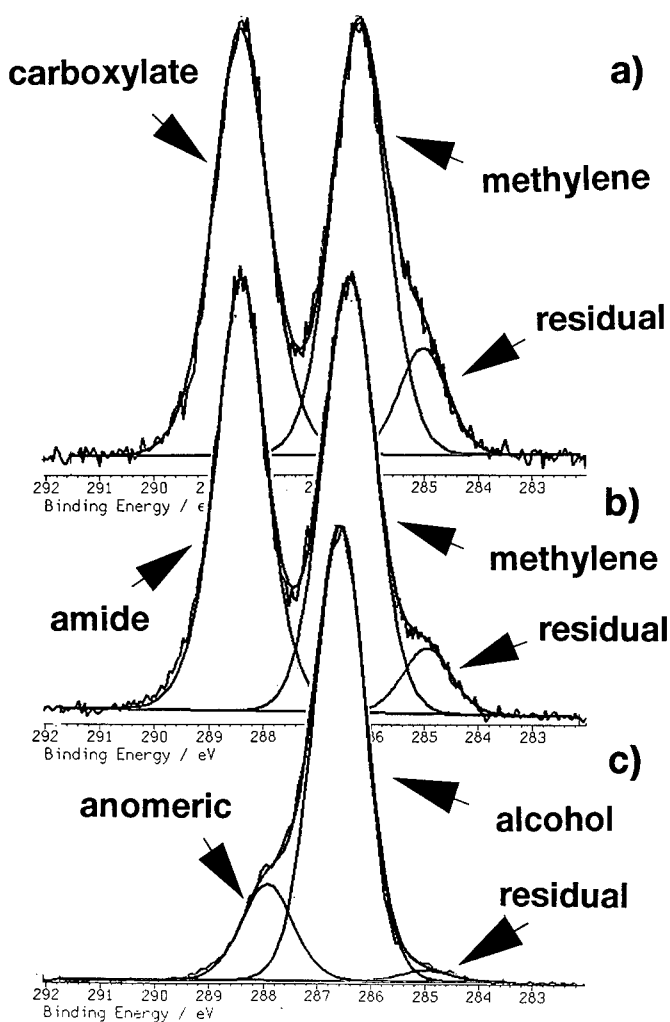 a)
carboxylate
methylene
residual
292 291 290 285 284 283
Binding Energy /
b)
amide
methylene
residual
292 291 290 289 288 285 284 283
Binding Energy / eV
c)
anomeric
alcohol
residual
292 291 290 289 288 287 286 285 284 283
Binding Energy / eV